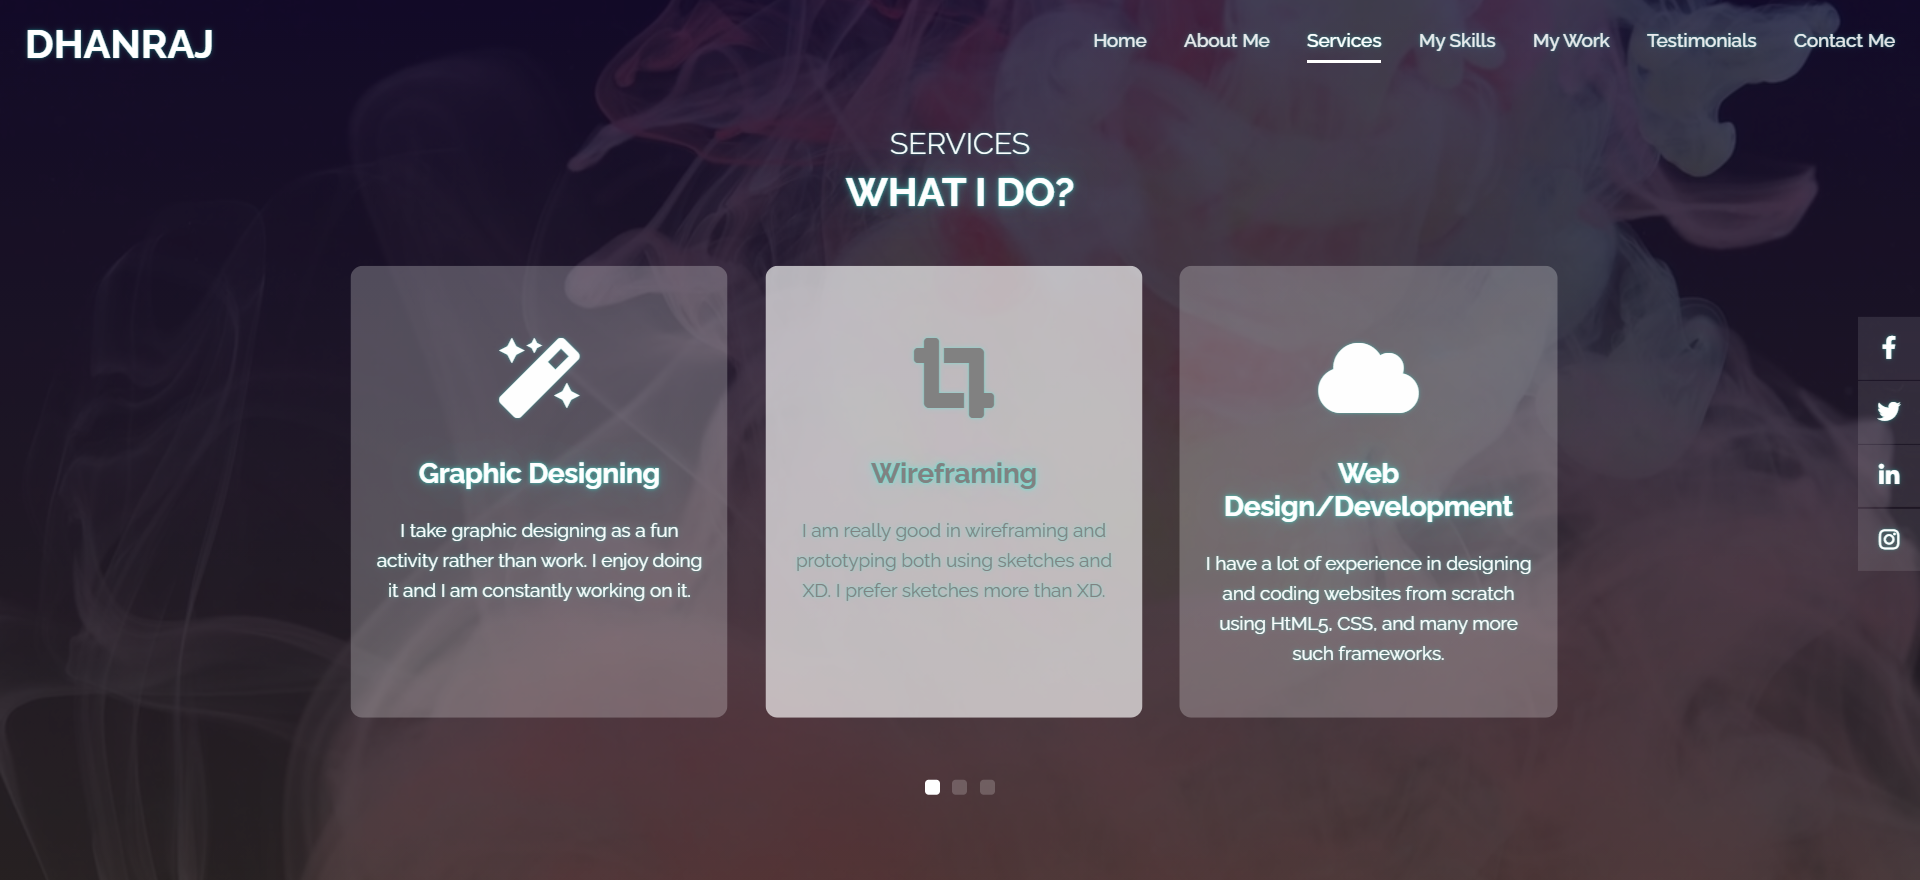 DHANRAJ
Home
About Me
Services
My Skills
My Work
Testimonials
Contact Me
SERVICES
WHAT I DO?
Graphic Designing
I take graphic designing as a fun
activity rather than work. I enjoy doing
it and I am constantly working on it.
Wireframing
I am really good in wireframing and
prototyping both using sketches and
XD. I prefer sketches more than XD.
Web
Design/Development
I have a lot of experience in designing
and coding websites from scratch
using HtML5, CSS, and many more
such frameworks.